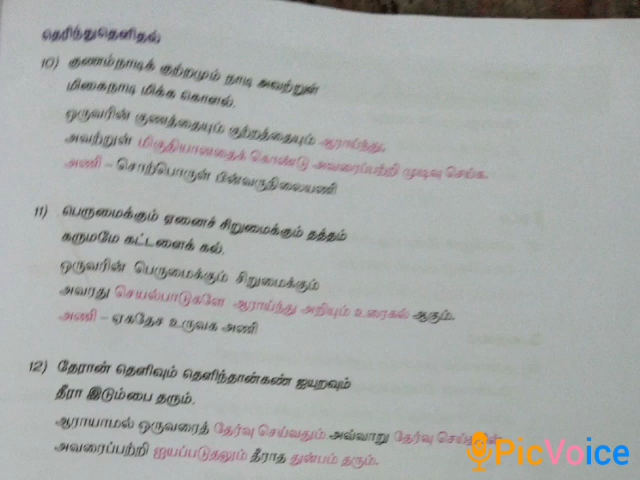 தெரிந்துதெளிதல்
10) குணம்நாடிக் குற்றமும் நாடி அவற்றுள்
மிகைநாடி மிக்க கொளல்.
ஒருவரின் குணத்தையும் குற்றத்தையும் ஆராய்ந்து,
அவற்றுள் மிகுதியானதைக் கொண்டு அவரைப்பற்றி முடிவு செய்க.
அணி – சொற்பொருள் பின்வருநிலையணி
11) பெருமைக்கும் ஏனைச் சிறுமைக்கும் தத்தம்
கருமமே கட்டளைக் கல்.
ஒருவரின் பெருமைக்கும் சிறுமைக்கும்
அவரது செயல்பாடுகளே ஆராய்ந்து அறியும் உரைகல் ஆகும்.
அணி – ஏகதேச உருவக அணி
12) தேரான் தெளிவும் தெளிந்தான்கண் ஐயுறவும்
தீரா இடும்பை தரும்.
ஆராயாமல் ஒருவரைத் தேர்வு செய்வதும் அவ்வாறு தேர்வு செய்தபின்
அவரைப்பற்றி ஐயப்படுதலும் தீராத துன்பம் தரும்.
PicVoice